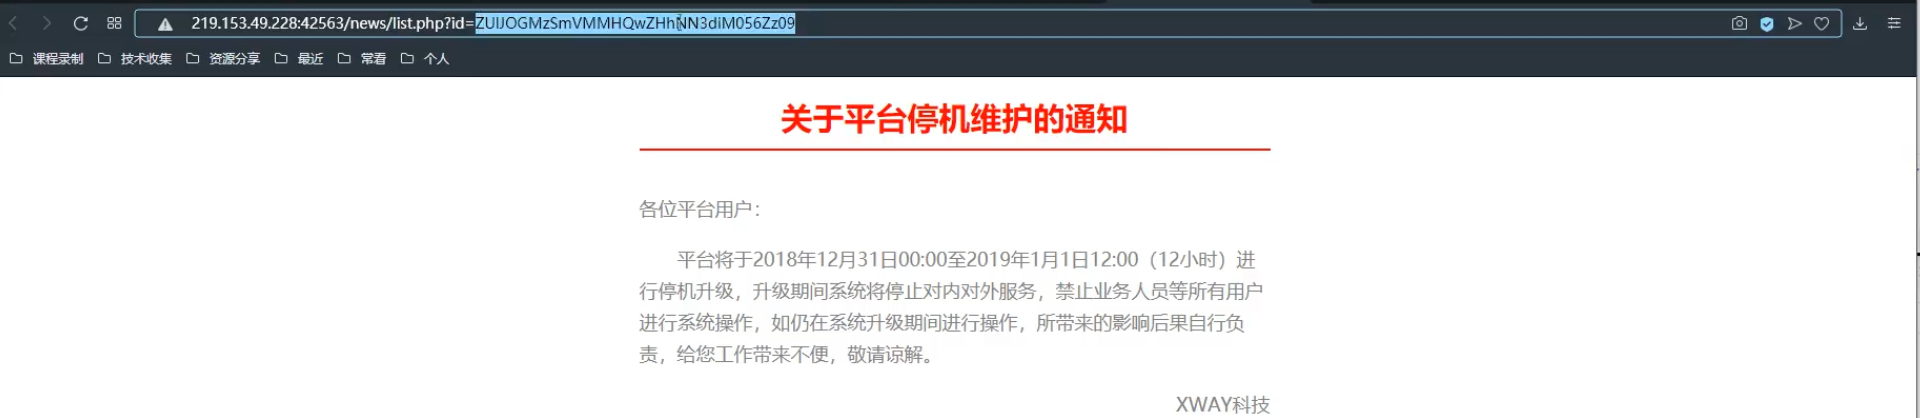 219.153.49.228:42563/news/list.php?id=ZUIJOGMzSmVMMHQwZHhNN3diM056Zz09
课程录制 技术收集 资源分享 最近 常看 个人
关于平台停机维护的通知
各位平台用户：
平台将于2018年12月31日00:00至2019年1月1日12:00（12小时）进
行停机升级，升级期间系统将停止对内对外服务，禁止业务人员等所有用户
进行系统操作，如仍在系统升级期间进行操作，所带来的影响后果自行负
责，给您工作带来不便，敬请谅解。
XWAY科技